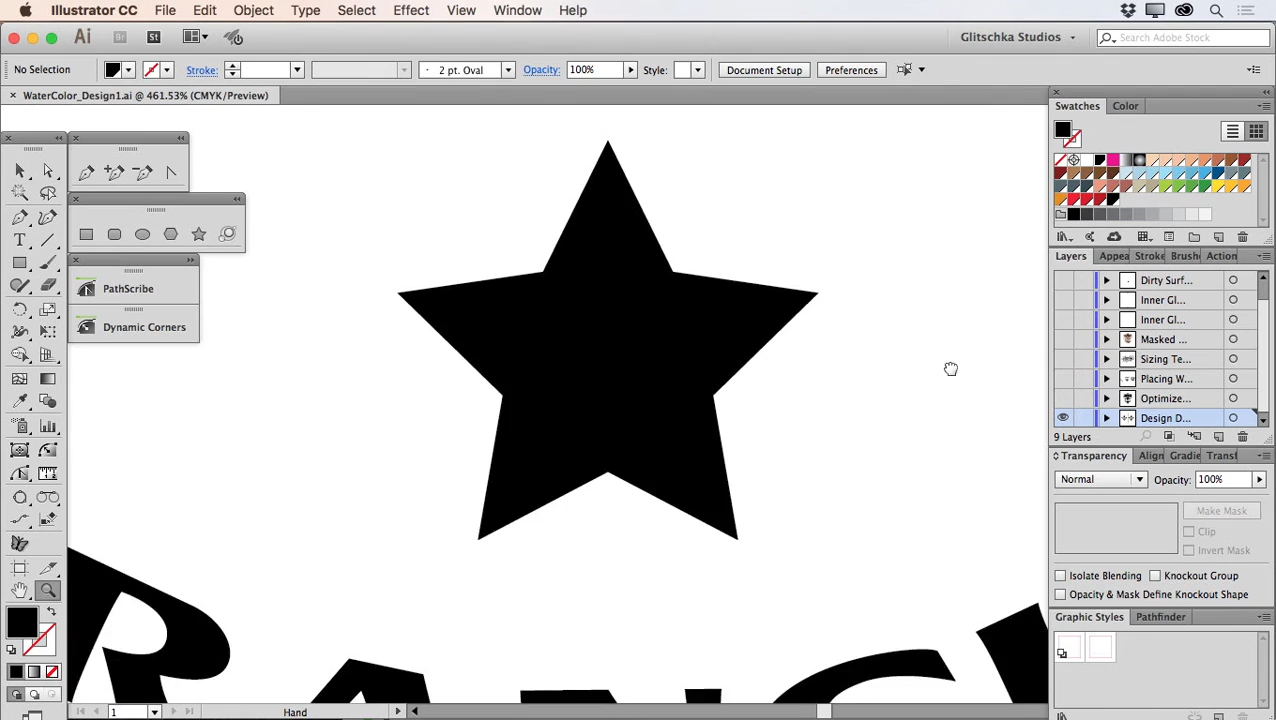 Illustrator CC File Edit Object Type Select Effect View Window Help
Ai Br St Glitschka Studios Search Adobe Stock
No Selection Stroke: 2 pt. Oval Opacity: 100% Style: Document Setup Preferences
WaterColor_Design1.ai @ 461.53% (CMYK/Preview)
Swatches Color
PathScribe
Dynamic Corners
Layers Appea Stroke Brushe Action
Dirty Surf...
Inner Gl...
Inner Gl...
Masked ...
Sizing Te...
Placing W...
Optimize...
Design D...
9 Layers
Transparency Align Gradie Transf
Normal Opacity: 100%
Make Mask
Clip
Invert Mask
Isolate Blending Knockout Group
Opacity & Mask Define Knockout Shape
Graphic Styles Pathfinder
1 Hand